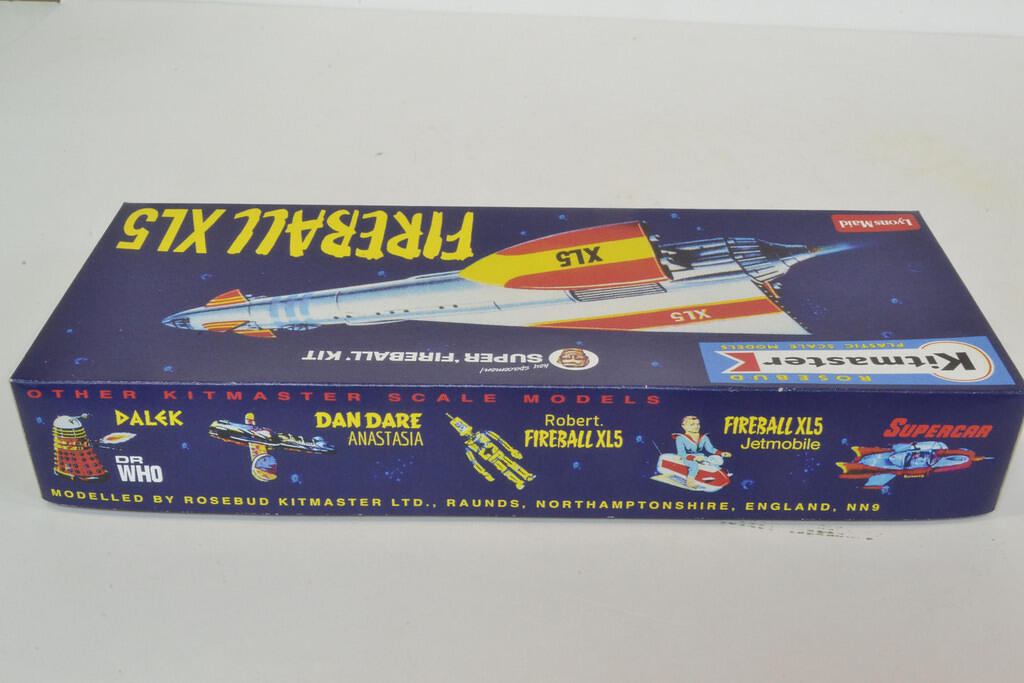 FIREBALL XL5
Lyons Maid
XL5
XL5
hey spacemen!
SUPER 'FIREBALL' KIT
Kitmaster
PLASTIC SCALE MODELS
ROSEBUD
OTHER KITMASTER SCALE MODELS
DALEK
DR
WHO
DAN DARE
ANASTASIA
Robert.
FIREBALL XL5
FIREBALL XL5
Jetmobile
SUPERCAR
MODELLED BY ROSEBUD KITMASTER LTD., RAUNDS, NORTHAMPTONSHIRE, ENGLAND, NN9